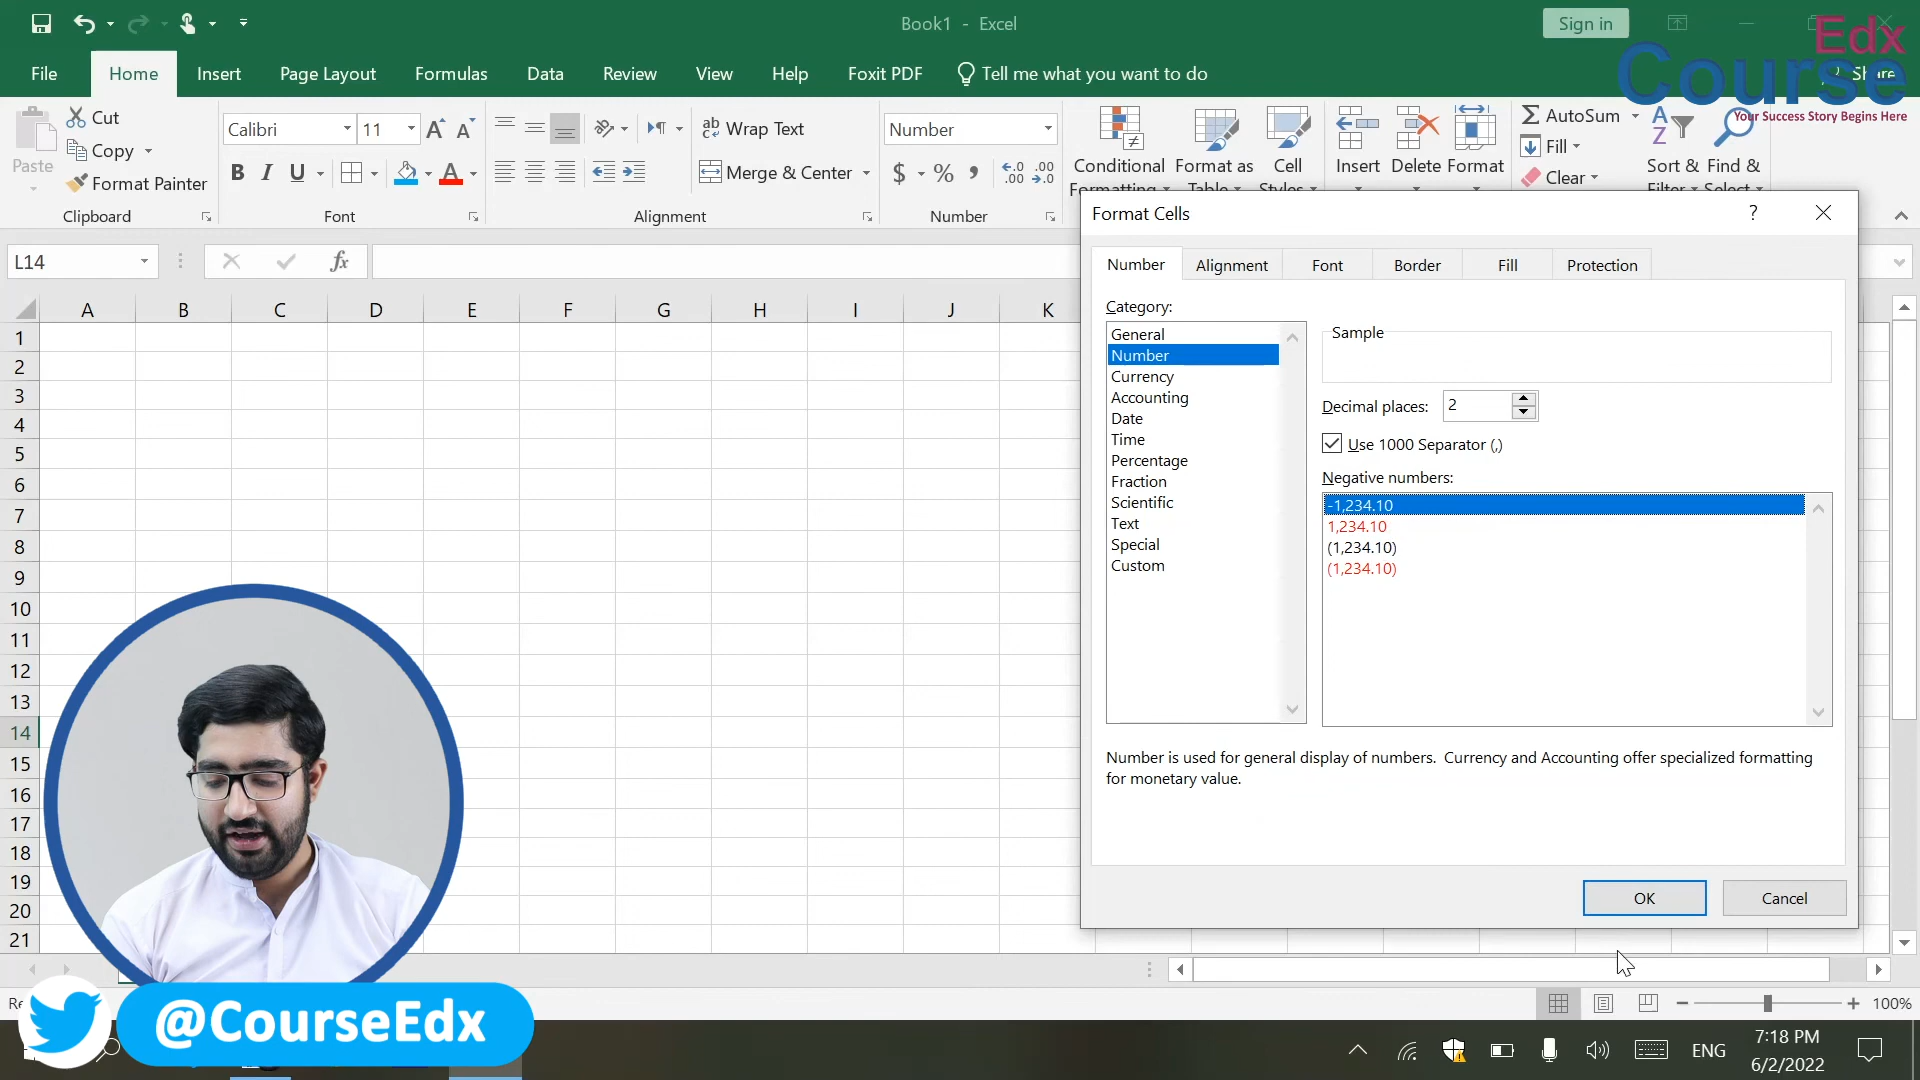 Book1 - Excel
Sign in
Edx
Course
Your Success Story Begins Here
File Home Insert Page Layout Formulas Data Review View Help Foxit PDF Tell me what you want to do Share
Paste
Cut
Copy
Format Painter
Clipboard
Calibri 11
B I U
Font
Wrap Text
Merge & Center
Alignment
Number
$ % ,
Number
Conditional
Formatting
Format as
Table
Cell
Styles
Insert
Delete
Format
AutoSum
Fill
Clear
Sort &
Filter
Find &
Select
L14
fx
A B C D E F G H I J K
1
2
3
4
5
6
7
8
9
10
11
12
13
14
15
16
17
18
19
20
21
Format Cells
?
Number Alignment Font Border Fill Protection
Category:
General
Number
Currency
Accounting
Date
Time
Percentage
Fraction
Scientific
Text
Special
Custom
Sample
Decimal places: 2
Use 1000 Separator (,)
Negative numbers:
-1,234.10
1,234.10
(1,234.10)
(1,234.10)
Number is used for general display of numbers. Currency and Accounting offer specialized formatting
for monetary value.
OK
Cancel
100%
@CourseEdx
ENG
7:18 PM
6/2/2022